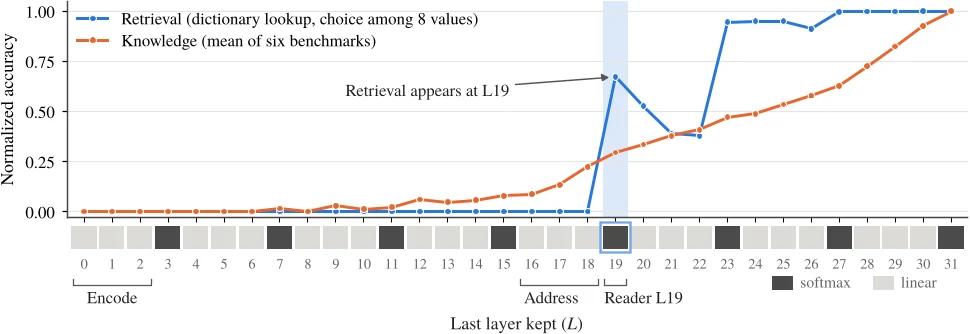 1.00
0.75
0.50
0.25
0.00
Normalized accuracy
Retrieval (dictionary lookup, choice among 8 values)
Knowledge (mean of six benchmarks)
Retrieval appears at L19
0 1 2 3 4 5 6 7 8 9 10 11 12 13 14 15 16 17 18 19 20 21 22 23 24 25 26 27 28 29 30 31
softmax linear
Encode Address Reader L19
Last layer kept (L)